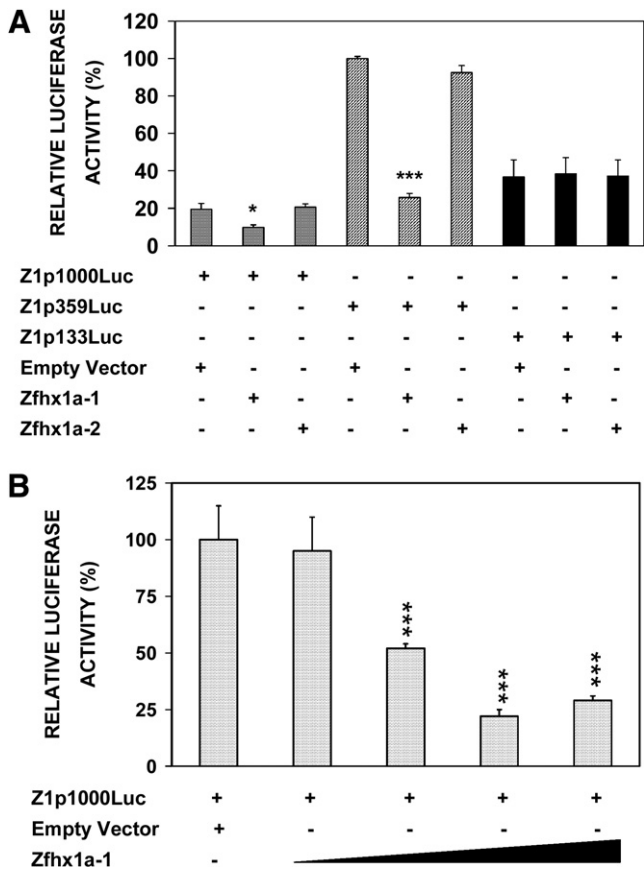 A
RELATIVE LUCIFERASE
ACTIVITY (%)
120
100
80
60
40
20
0
*
***
Z1p1000Luc + + + - - - - - -
Z1p359Luc - - - + + + - - -
Z1p133Luc - - - - - - + + +
Empty Vector + - - + - - + - -
Zfhx1a-1 - + - - + - - + -
Zfhx1a-2 - - + - - + - - +
B
RELATIVE LUCIFERASE
ACTIVITY (%)
125
100
75
50
25
0
***
***
***
Z1p1000Luc + + + + +
Empty Vector + - - - -
Zfhx1a-1 -